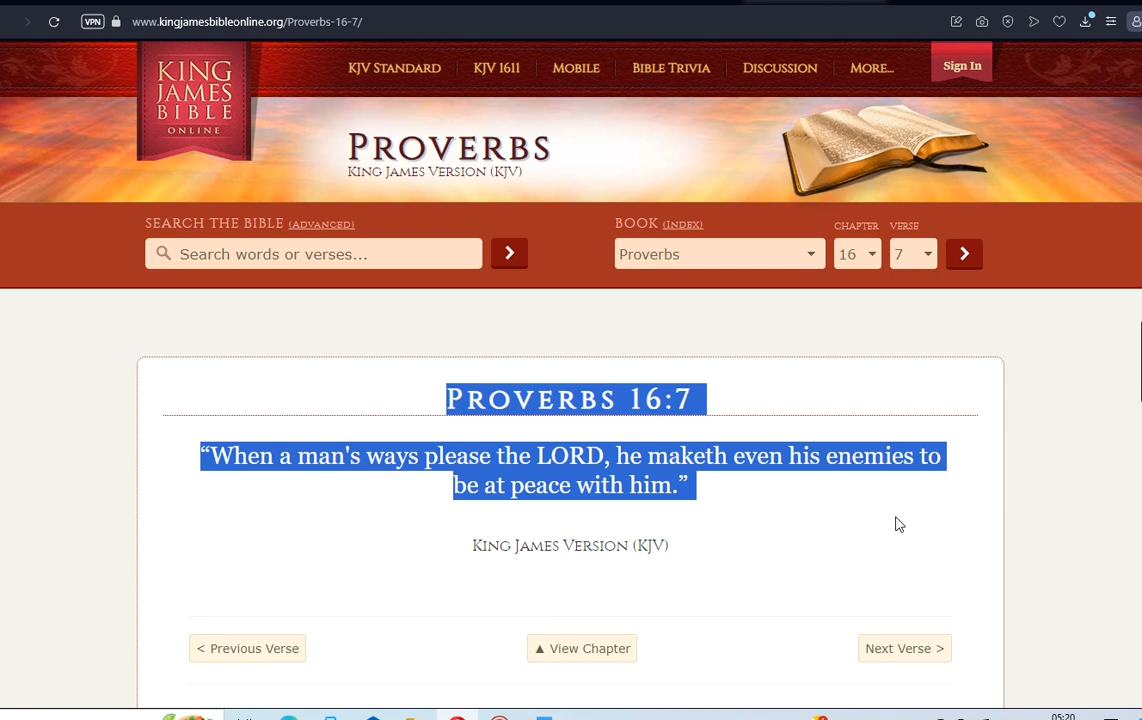 VPN www.kingjamesbibleonline.org/Proverbs-16-7/
KING JAMES BIBLE ONLINE
KJV STANDARD KJV 1611 MOBILE BIBLE TRIVIA DISCUSSION MORE... Sign In
PROVERBS
KING JAMES VERSION (KJV)
SEARCH THE BIBLE (ADVANCED) BOOK (INDEX) CHAPTER VERSE
Search words or verses... Proverbs 16 7
PROVERBS 16:7
“When a man's ways please the LORD, he maketh even his enemies to
be at peace with him.”
KING JAMES VERSION (KJV)
< Previous Verse ▲ View Chapter Next Verse >
05:20